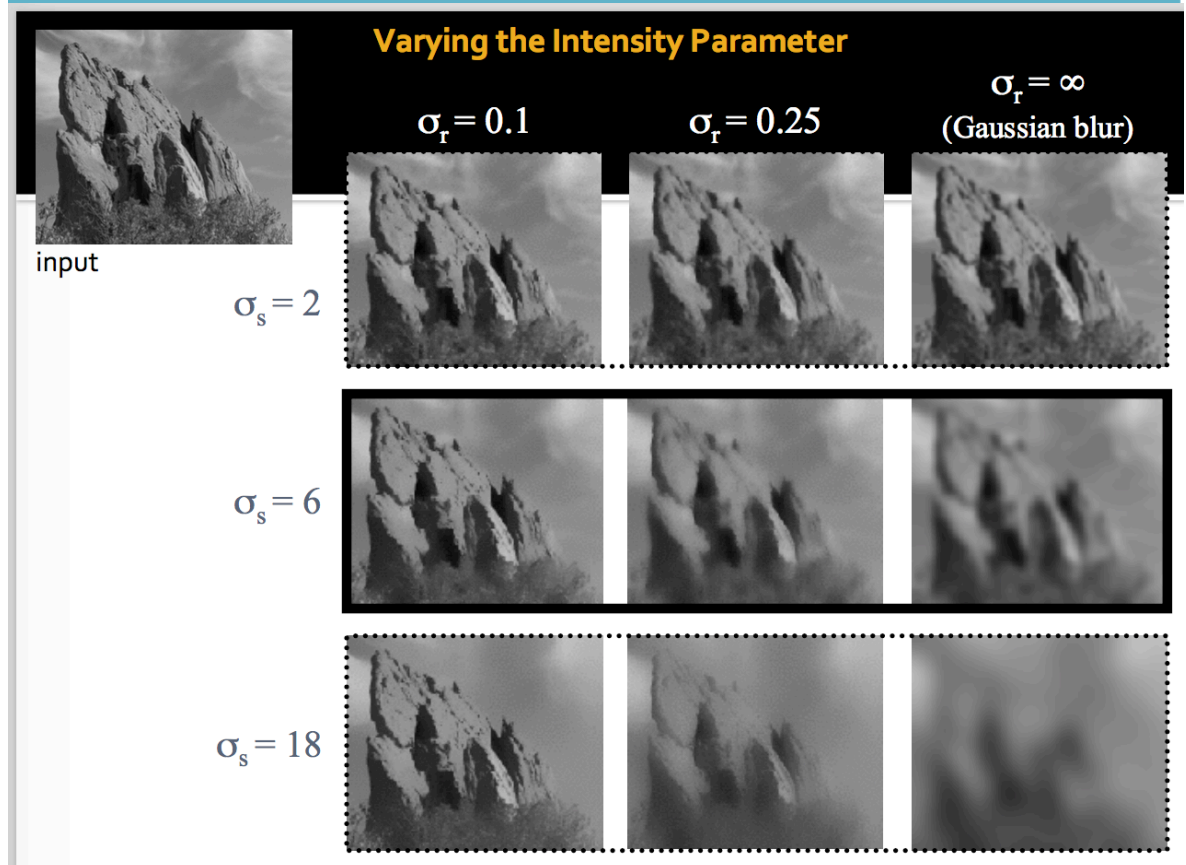 Varying the Intensity Parameter
σr = 0.1
σr = 0.25
σr = ∞
(Gaussian blur)
input
σs = 2
σs = 6
σs = 18